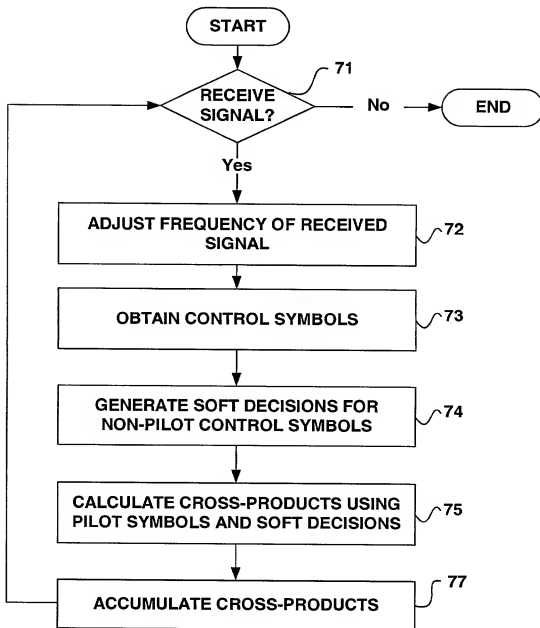 START
71
RECEIVE
SIGNAL?
No
END
Yes
ADJUST FREQUENCY OF RECEIVED
SIGNAL
72
OBTAIN CONTROL SYMBOLS
73
GENERATE SOFT DECISIONS FOR
NON-PILOT CONTROL SYMBOLS
74
CALCULATE CROSS-PRODUCTS USING
PILOT SYMBOLS AND SOFT DECISIONS
75
77
ACCUMULATE CROSS-PRODUCTS